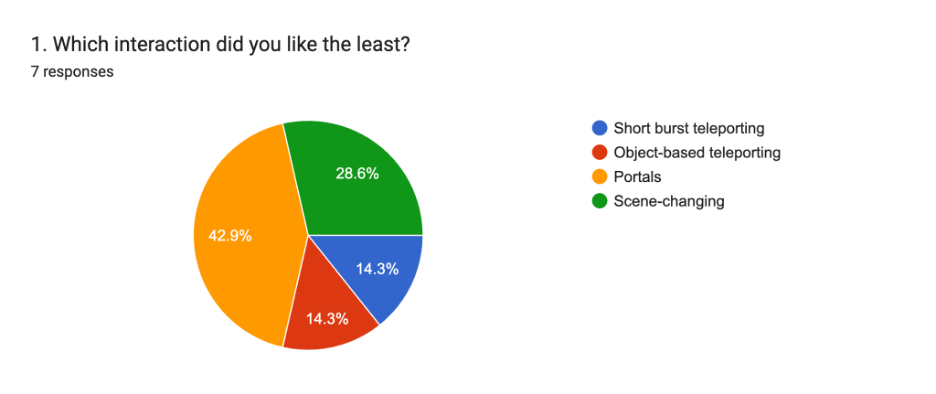 1. Which interaction did you like the least?
7 responses
28.6%
42.9%
14.3%
14.3%
Short burst teleporting
Object-based teleporting
Portals
Scene-changing